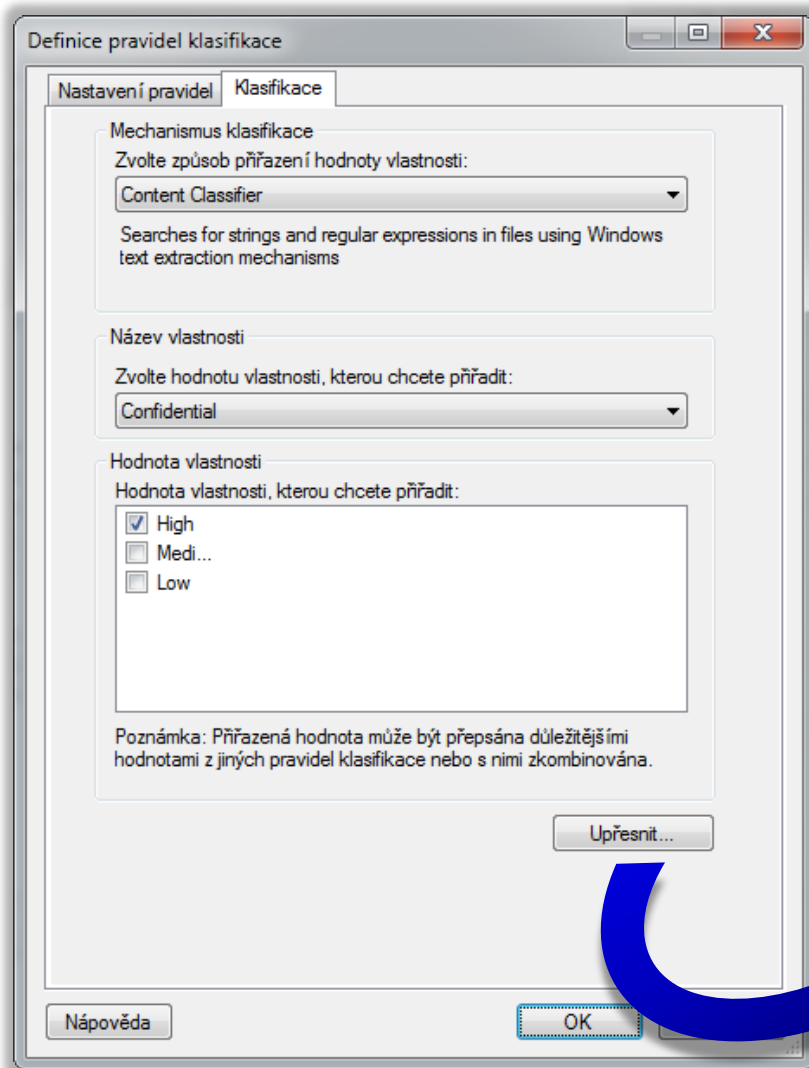 Definice pravidel klasifikace
Nastavení pravidel
Klasifikace
Mechanismus klasifikace
Zvolte způsob přiřazení hodnoty vlastnosti:
Content Classifier
Searches for strings and regular expressions in files using Windows
text extraction mechanisms
Název vlastnosti
Zvolte hodnotu vlastnosti, kterou chcete přiřadit:
Confidential
Hodnota vlastnosti
Hodnota vlastnosti, kterou chcete přiřadit:
High
Medi...
Low
Poznámka: Přiřazená hodnota může být přepsána důležitějšími
hodnotami z jiných pravidel klasifikace nebo s nimi zkombinována.
Upřesnit...
Nápověda
OK